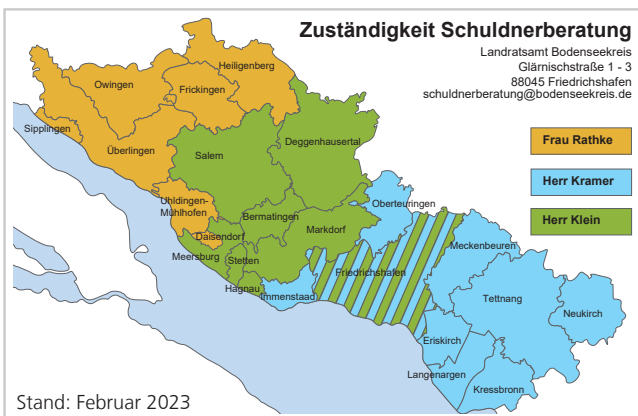 Zuständigkeit Schuldnerberatung
Landratsamt Bodenseekreis
Glärnischstraße 1 - 3
88045 Friedrichshafen
schuldnerberatung@bodenseekreis.de
Frau Rathke
Herr Kramer
Herr Klein
Heiligenberg
Owingen
Frickingen
Sipplingen
Überlingen
Salem
Deggenhausertal
Uhldingen-
Mühlhofen
Oberteuringen
Bermatingen
Markdorf
Daisendorf
Meersburg
Stetten
Meckenbeuren
Friedrichshafen
Hagnau
Immenstaad
Tettnang
Neukirch
Eriskirch
Langenargen
Kressbronn
Stand: Februar 2023